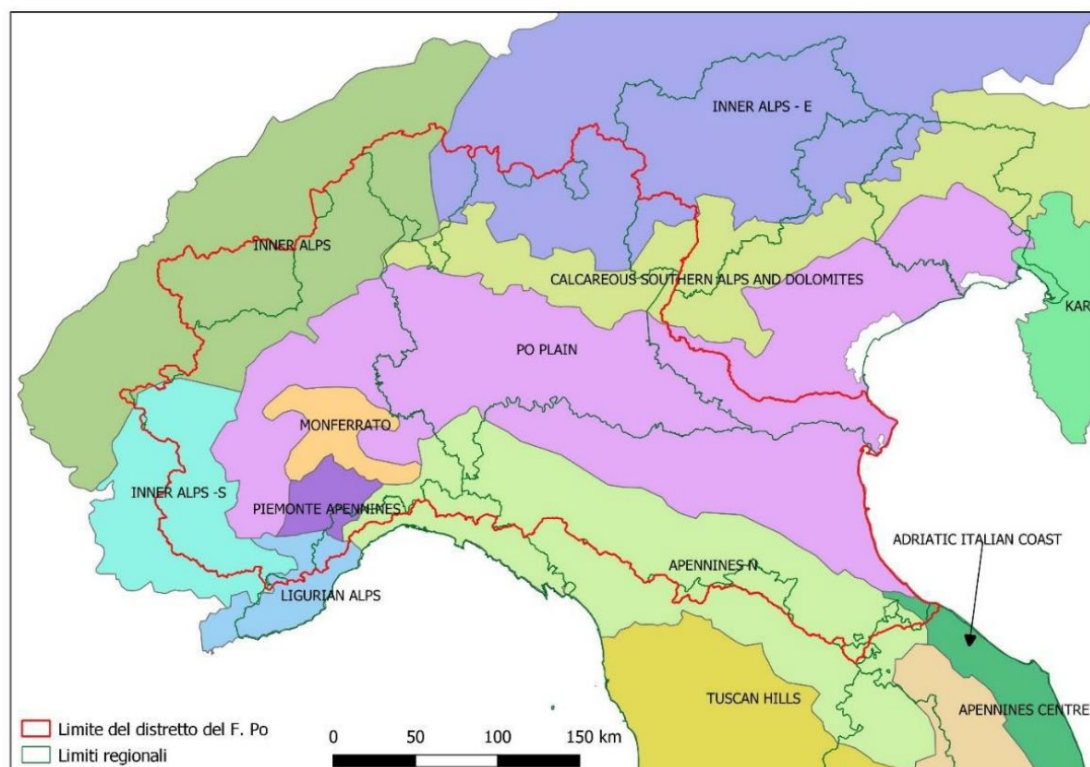 INNER ALPS - E
INNER ALPS
CALCAREOUS SOUTHERN ALPS AND DOLOMITES
KAR
PO PLAIN
MONFERRATO
INNER ALPS -S
PIEMONTE APENNINES
ADRIATIC ITALIAN COAST
APENNINES N
LIGURIAN ALPS
TUSCAN HILLS
APENNINES CENTRE
Limite del distretto del F. Po
Limiti regionali
0 50 100 150 km